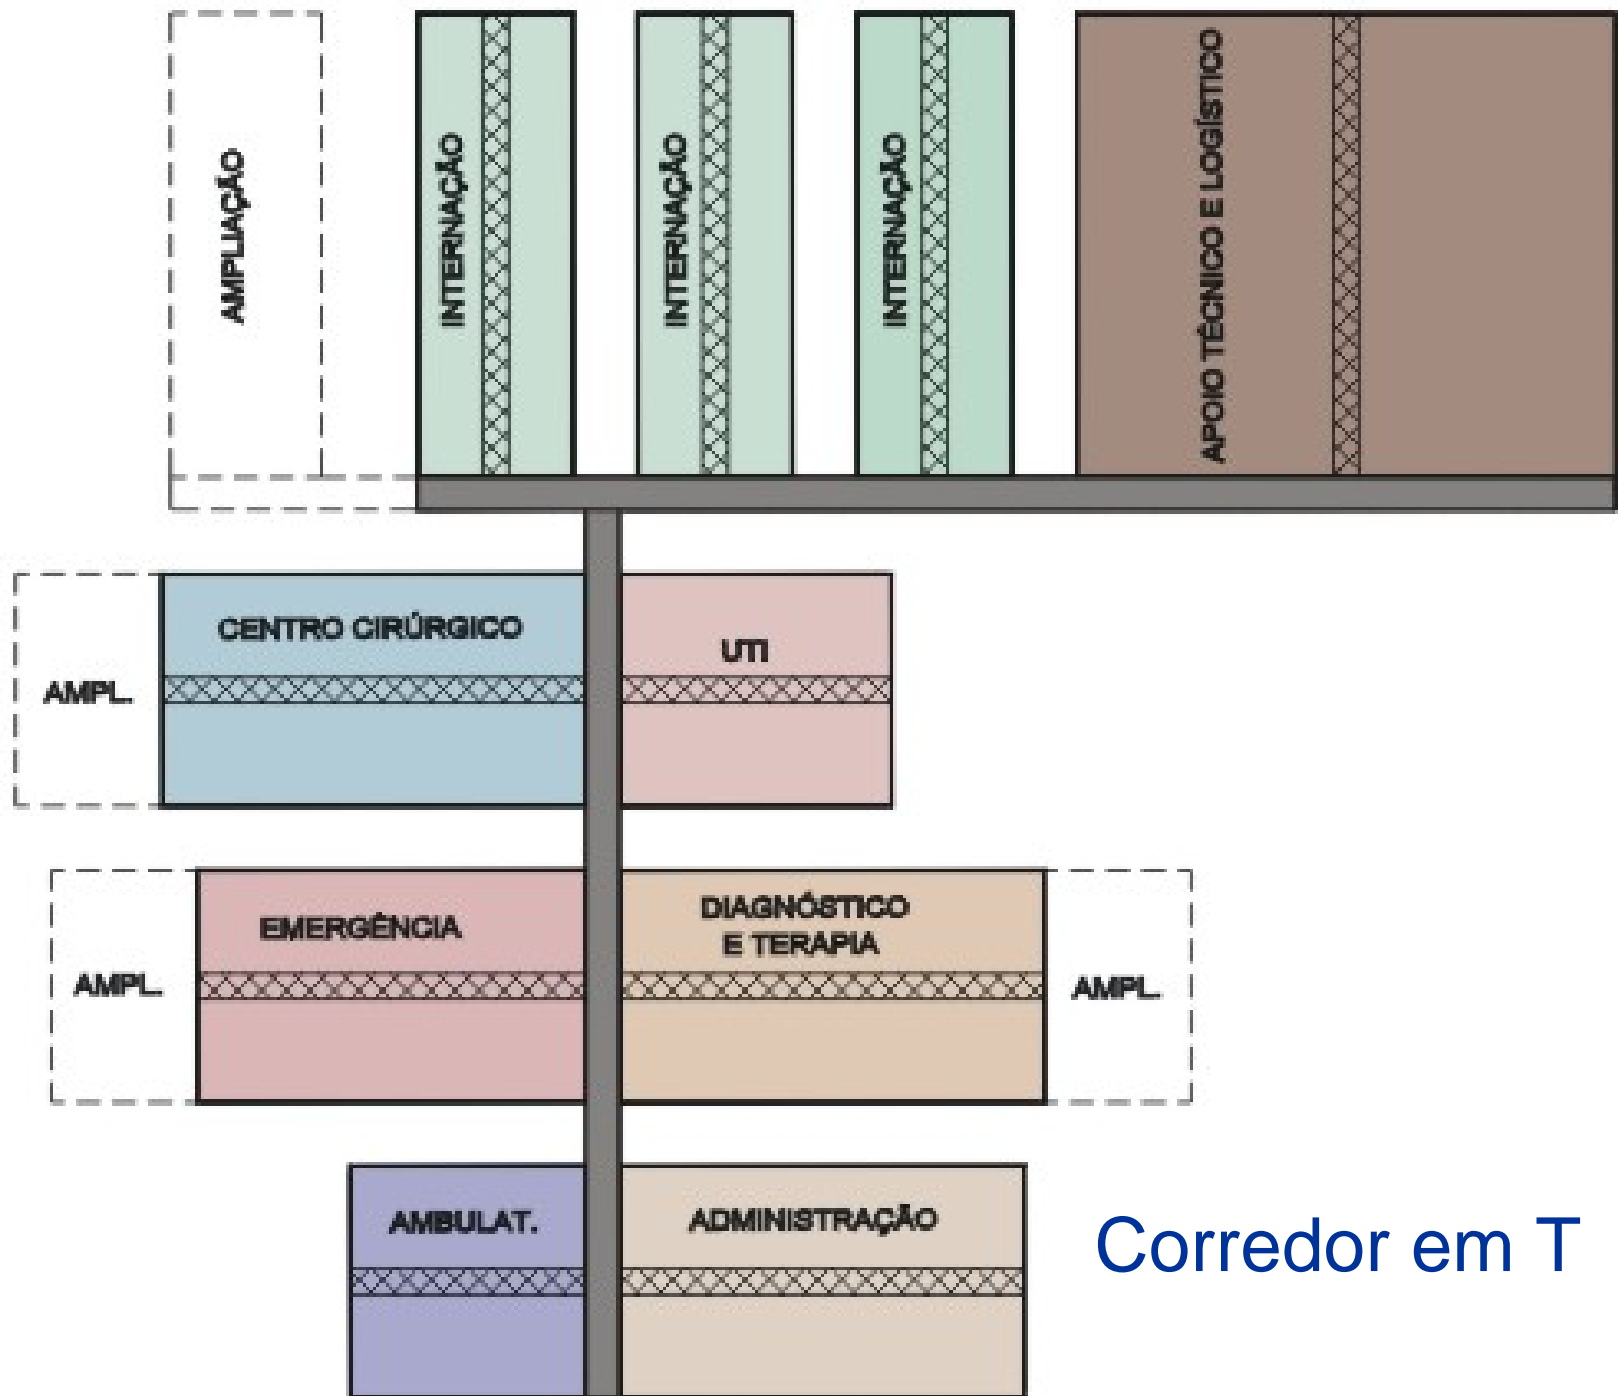 AMPLIAÇÃO
INTERNAÇÃO
INTERNAÇÃO
INTERNAÇÃO
APOIO TÉCNICO E LOGÍSTICO
CENTRO CIRÚRGICO
UTI
AMPL.
EMERGÊNCIA
DIAGNÓSTICO
E TERAPIA
AMPL.
AMPL.
AMBULAT.
ADMINISTRAÇÃO
Corredor em T